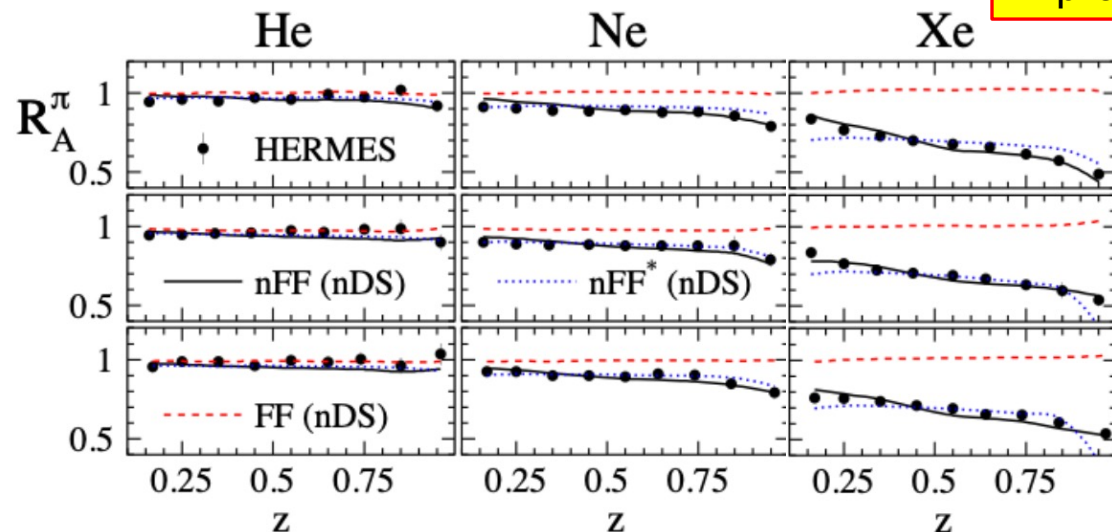 He Ne Xe
R_A^π
1
0.5
HERMES
1
0.5
nFF (nDS)
nFF* (nDS)
1
0.5
FF (nDS)
0.25 0.5 0.75 0.25 0.5 0.75 0.25 0.5 0.75
z z z